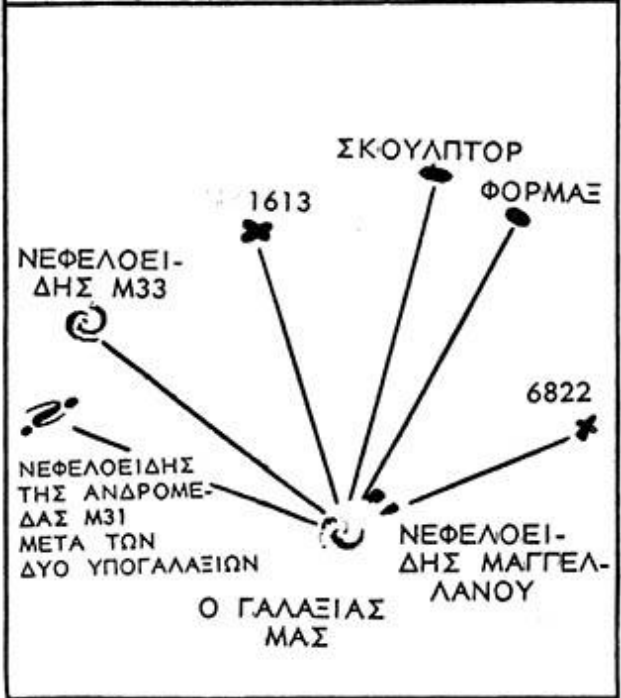 ΣΚΟΥΛΠΤΟΡ
ΦΟΡΜΑΞ
1613
ΝΕΦΕΛΟΕΙ-
ΔΗΣ Μ33
6822
ΝΕΦΕΛΟΕΙΔΗΣ
ΤΗΣ ΑΝΔΡΟΜΕ-
ΔΑΣ Μ31
ΜΕΤΑ ΤΩΝ
ΔΥΟ ΥΠΟΓΑΛΑΞΙΩΝ
ΝΕΦΕΛΟΕΙ-
ΔΗΣ ΜΑΓΓΕΛ-
ΛΑΝΟΥ
Ο ΓΑΛΑΞΙΑΣ
ΜΑΣ